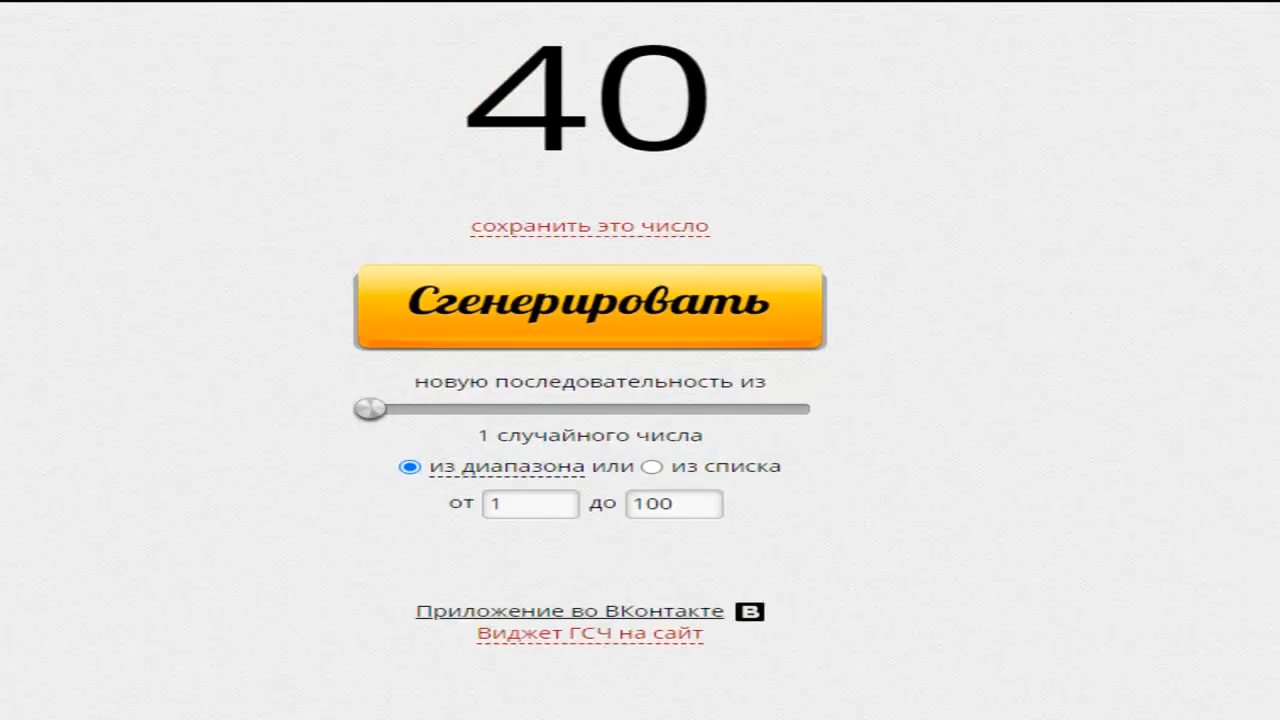 40
сохранить это число
Сгенерировать
новую последовательность из
1 случайного числа
из диапазона или из списка
от 1 до 100
Приложение во ВКонтакте В
Виджет ГСЧ на сайт